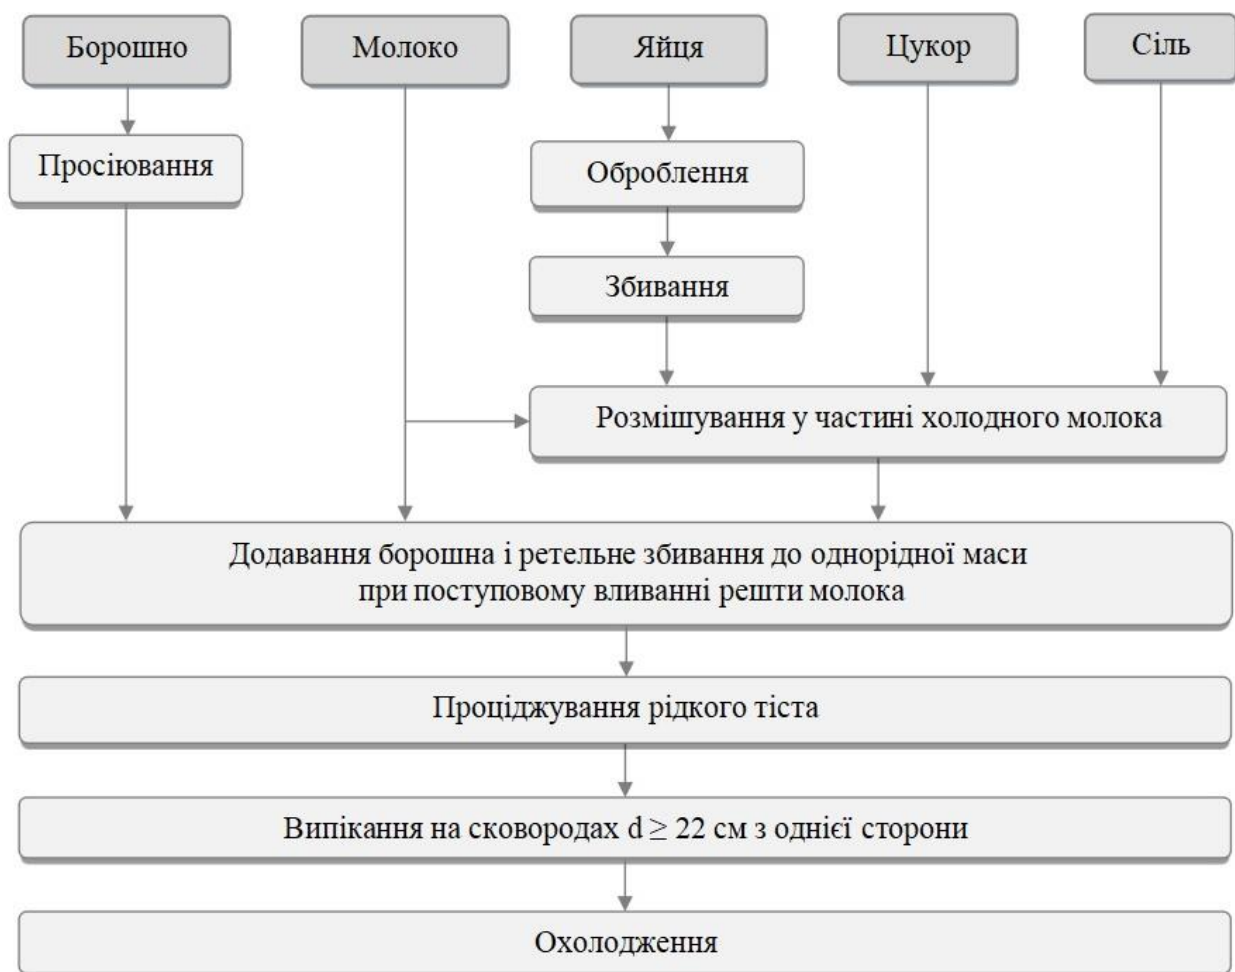 Борошно
Молоко
Яйця
Цукор
Сіль
Просіювання
Оброблення
Збивання
Розмішування у частині холодного молока
Додавання борошна і ретельне збивання до однорідної маси
при поступовому вливанні решти молока
Проціджування рідкого тіста
Випікання на сковородах d ≥ 22 см з однієї сторони
Охолодження